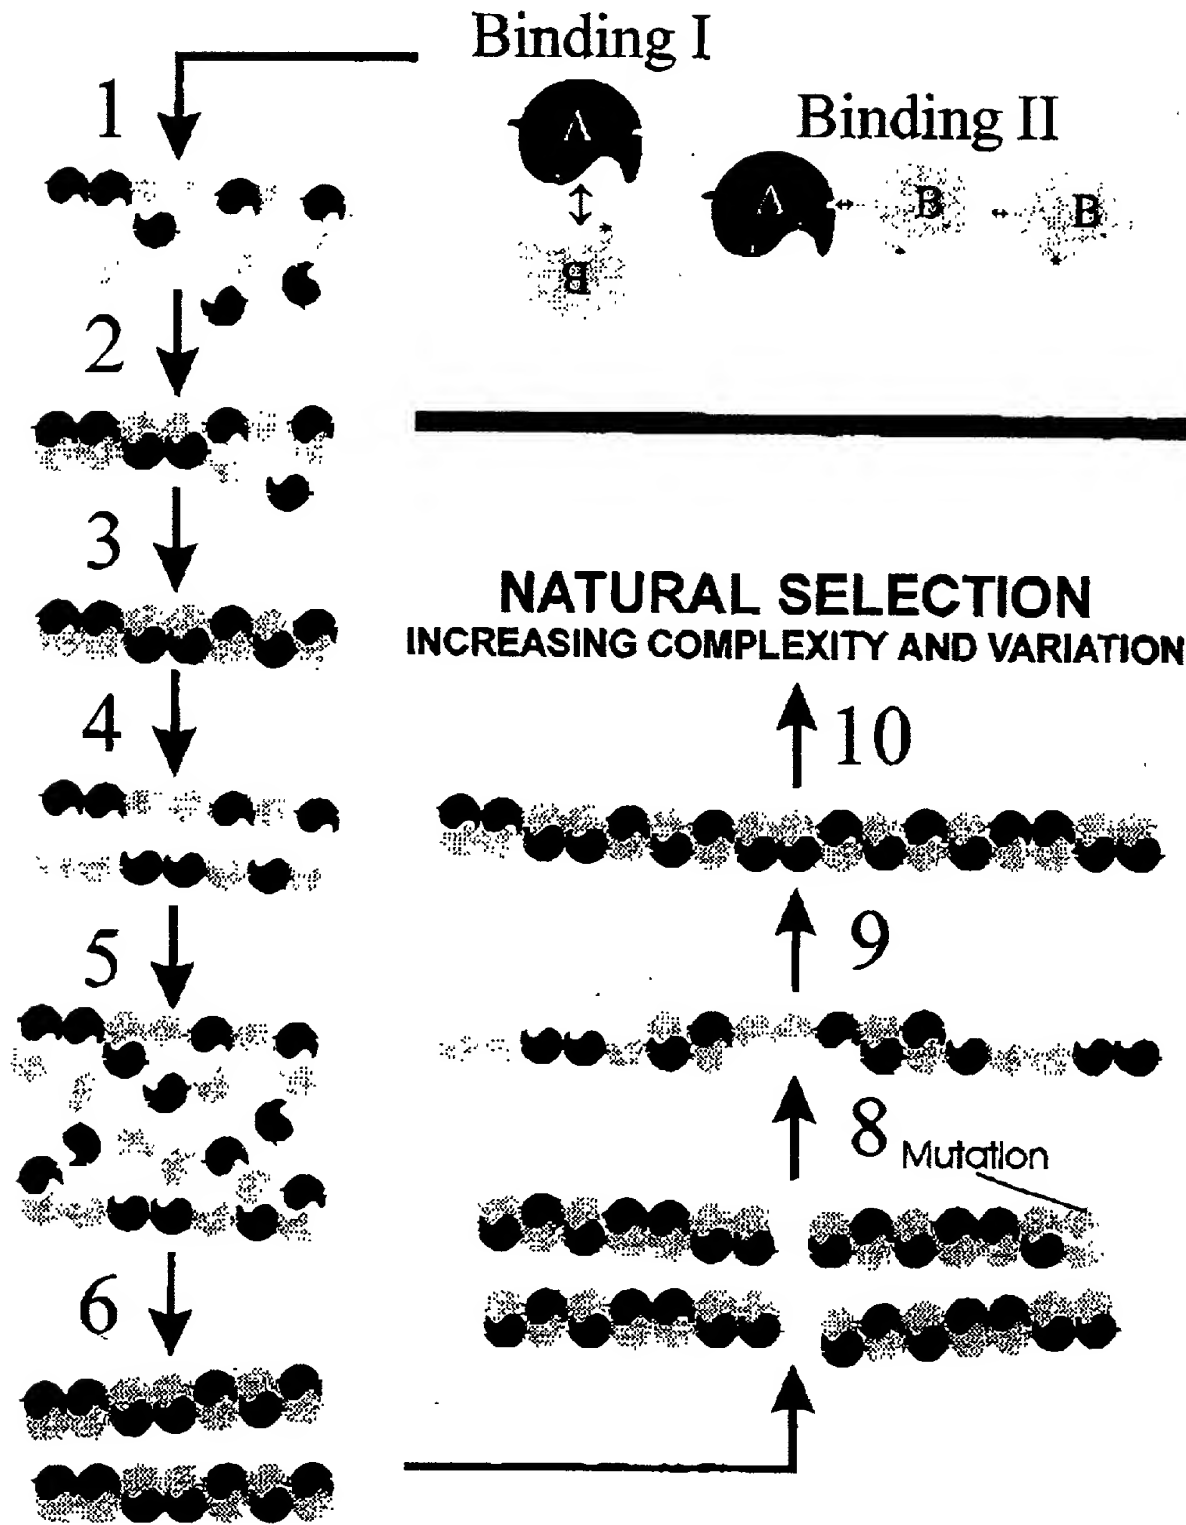 Binding I
1
A
Binding II
A
B
B
B
2
3
NATURAL SELECTION
INCREASING COMPLEXITY AND VARIATION
4
10
5
9
8
Mutation
6